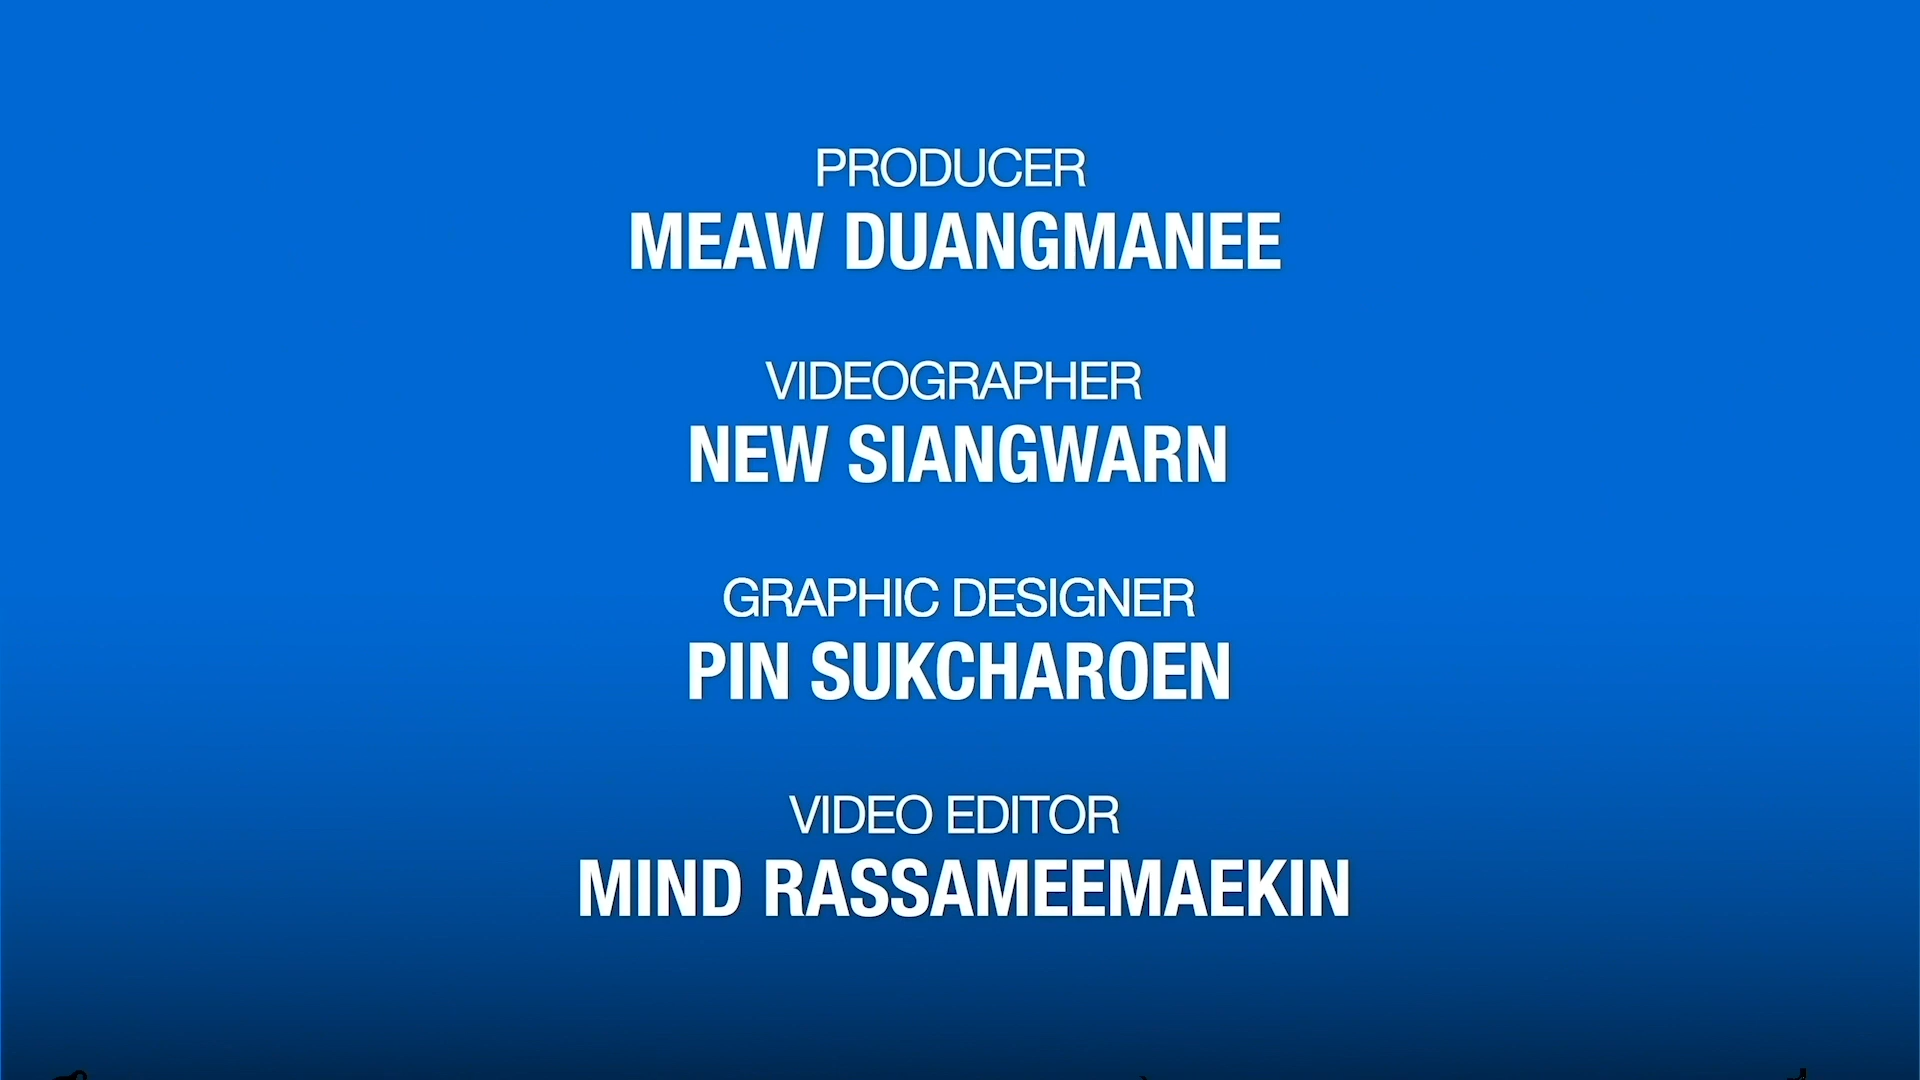 PRODUCER
MEAW DUANGMANEE
VIDEOGRAPHER
NEW SIANGWARN
GRAPHIC DESIGNER
PIN SUKCHAROEN
VIDEO EDITOR
MIND RASSAMEEMAEKIN